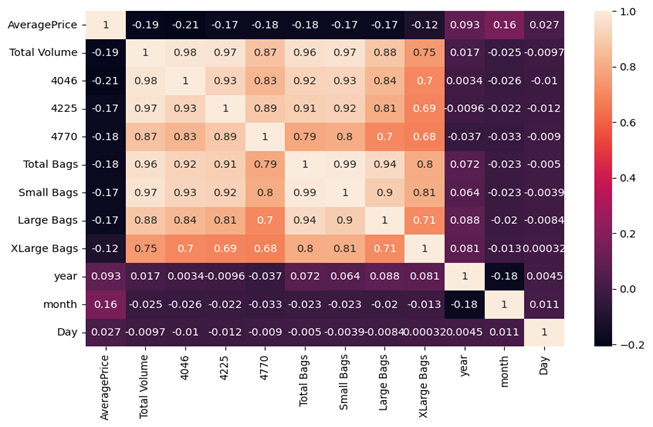 AveragePrice 1 -0.19 -0.21 -0.17 -0.18 -0.18 -0.17 -0.17 -0.12 0.093 0.16 0.027
Total Volume -0.19 1 0.98 0.97 0.87 0.96 0.97 0.88 0.75 0.017 -0.025 -0.0097
4046 -0.21 0.98 1 0.93 0.83 0.92 0.93 0.84 0.7 0.0034 -0.026 -0.01
4225 -0.17 0.97 0.93 1 0.89 0.91 0.92 0.81 0.69 -0.0096 -0.022 -0.012
4770 -0.18 0.87 0.83 0.89 1 0.79 0.8 0.7 0.68 -0.037 -0.033 -0.009
Total Bags -0.18 0.96 0.92 0.91 0.79 1 0.99 0.94 0.8 0.072 -0.023 -0.005
Small Bags -0.17 0.97 0.93 0.92 0.8 0.99 1 0.9 0.81 0.064 -0.023 -0.0039
Large Bags -0.17 0.88 0.84 0.81 0.7 0.94 0.9 1 0.71 0.088 -0.02 -0.0084
XLarge Bags -0.12 0.75 0.7 0.69 0.68 0.8 0.81 0.71 1 0.081 -0.013 0.00032
year 0.093 0.017 0.0034 -0.0096 -0.037 0.072 0.064 0.088 0.081 1 -0.18 0.0045
month 0.16 -0.025 -0.026 -0.022 -0.033 -0.023 -0.023 -0.02 -0.013 -0.18 1 0.011
Day 0.027 -0.0097 -0.01 -0.012 -0.009 -0.005 -0.0039 -0.0084 0.00032 0.0045 0.011 1
AveragePrice
Total Volume
4046
4225
4770
Total Bags
Small Bags
Large Bags
XLarge Bags
year
month
Day
1.0
0.8
0.6
0.4
0.2
0.0
−0.2